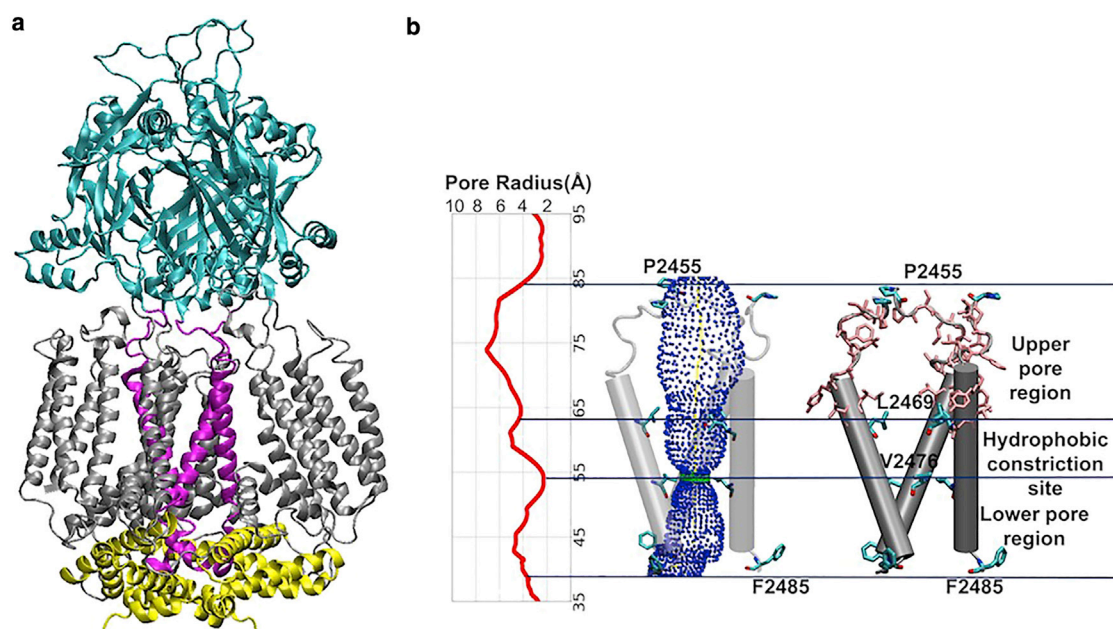 a
b
Pore Radius(Å)
10 8 6 4 2
95
85
75
65
55
45
35
P2455
P2455
Upper
pore
region
L2469
Hydrophobic
constriction
site
V2476
Lower pore
region
F2485
F2485